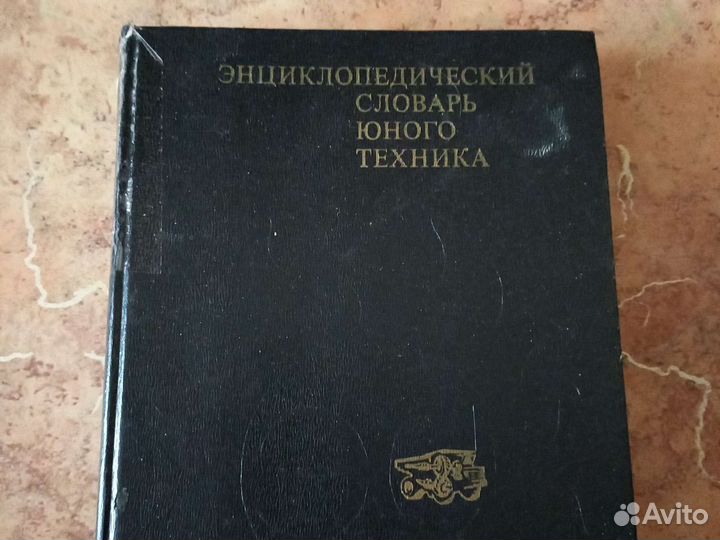 ЭНЦИКЛОПЕДИЧЕСКИЙ
СЛОВАРЬ
ЮНОГО
ТЕХНИКА
Avito